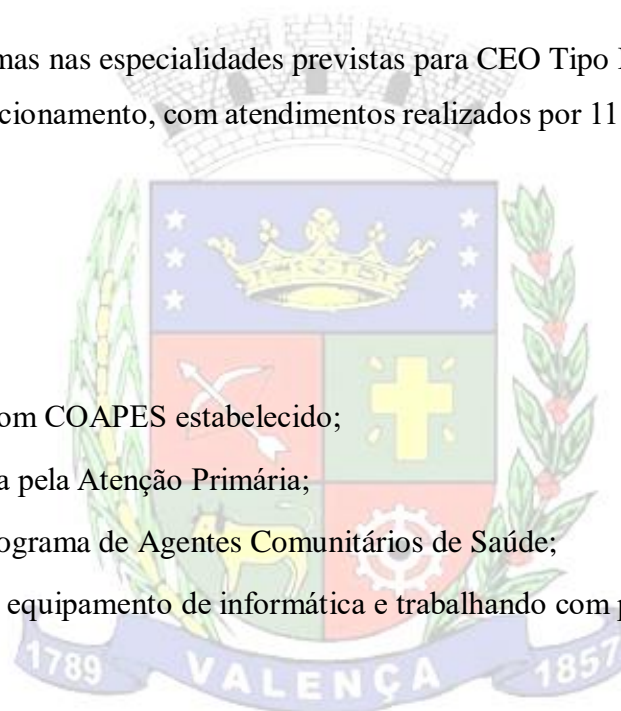 mas nas especialidades previstas para CEO Tipo
cionamento, com atendimentos realizados por 11
om COAPES estabelecido;
a pela Atenção Primária;
ograma de Agentes Comunitários de Saúde;
equipamento de informática e trabalhando com p
1789 VALENÇA 1857